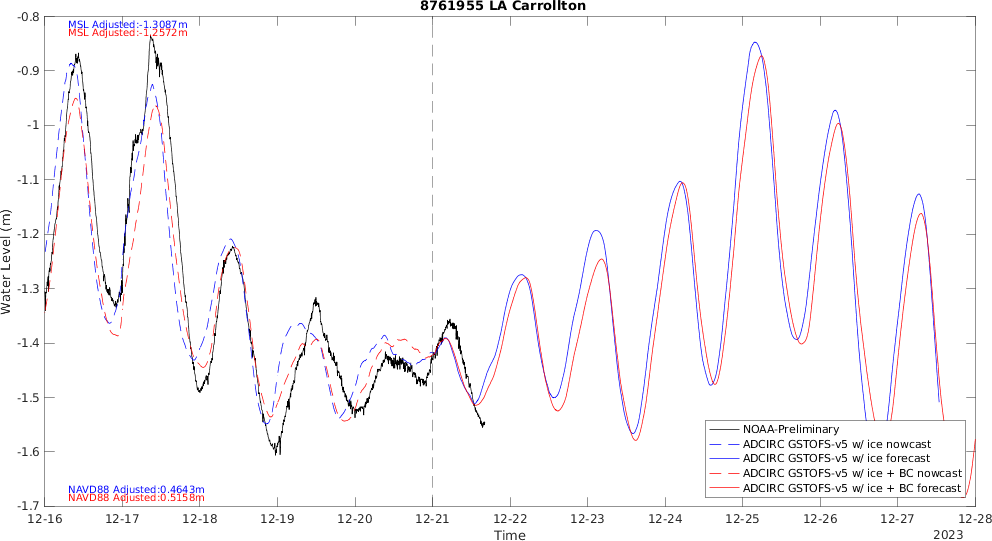 8761955 LA Carrollton
MSL Adjusted:-1.3087m
MSL Adjusted:-1.2572m
-0.8
-0.9
-1
-1.1
-1.2
-1.3
-1.4
-1.5
-1.6
-1.7
Water Level (m)
NOAA-Preliminary
ADCIRC GSTOFS-v5 w/ ice nowcast
ADCIRC GSTOFS-v5 w/ ice forecast
ADCIRC GSTOFS-v5 w/ ice + BC nowcast
ADCIRC GSTOFS-v5 w/ ice + BC forecast
NAVD88 Adjusted:0.4643m
NAVD88 Adjusted:0.5158m
12-16 12-17 12-18 12-19 12-20 12-21 12-22 12-23 12-24 12-25 12-26 12-27 12-28
Time
2023